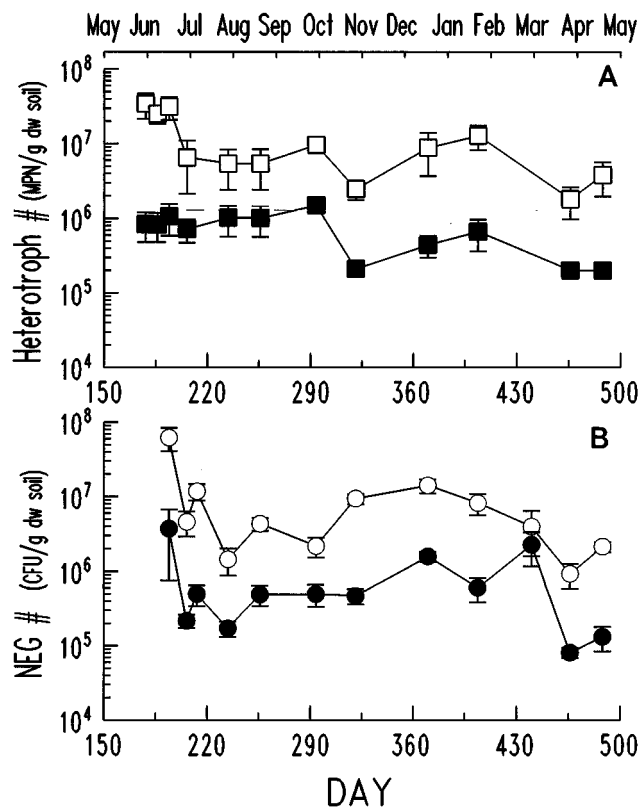 May Jun Jul Aug Sep Oct Nov Dec Jan Feb Mar Apr May
A
Heterotroph # (MPN/g dw soil)
10^8
10^7
10^6
10^5
10^4
150 220 290 360 430 500
B
NEG # (CFU/g dw soil)
10^8
10^7
10^6
10^5
10^4
150 220 290 360 430 500
DAY